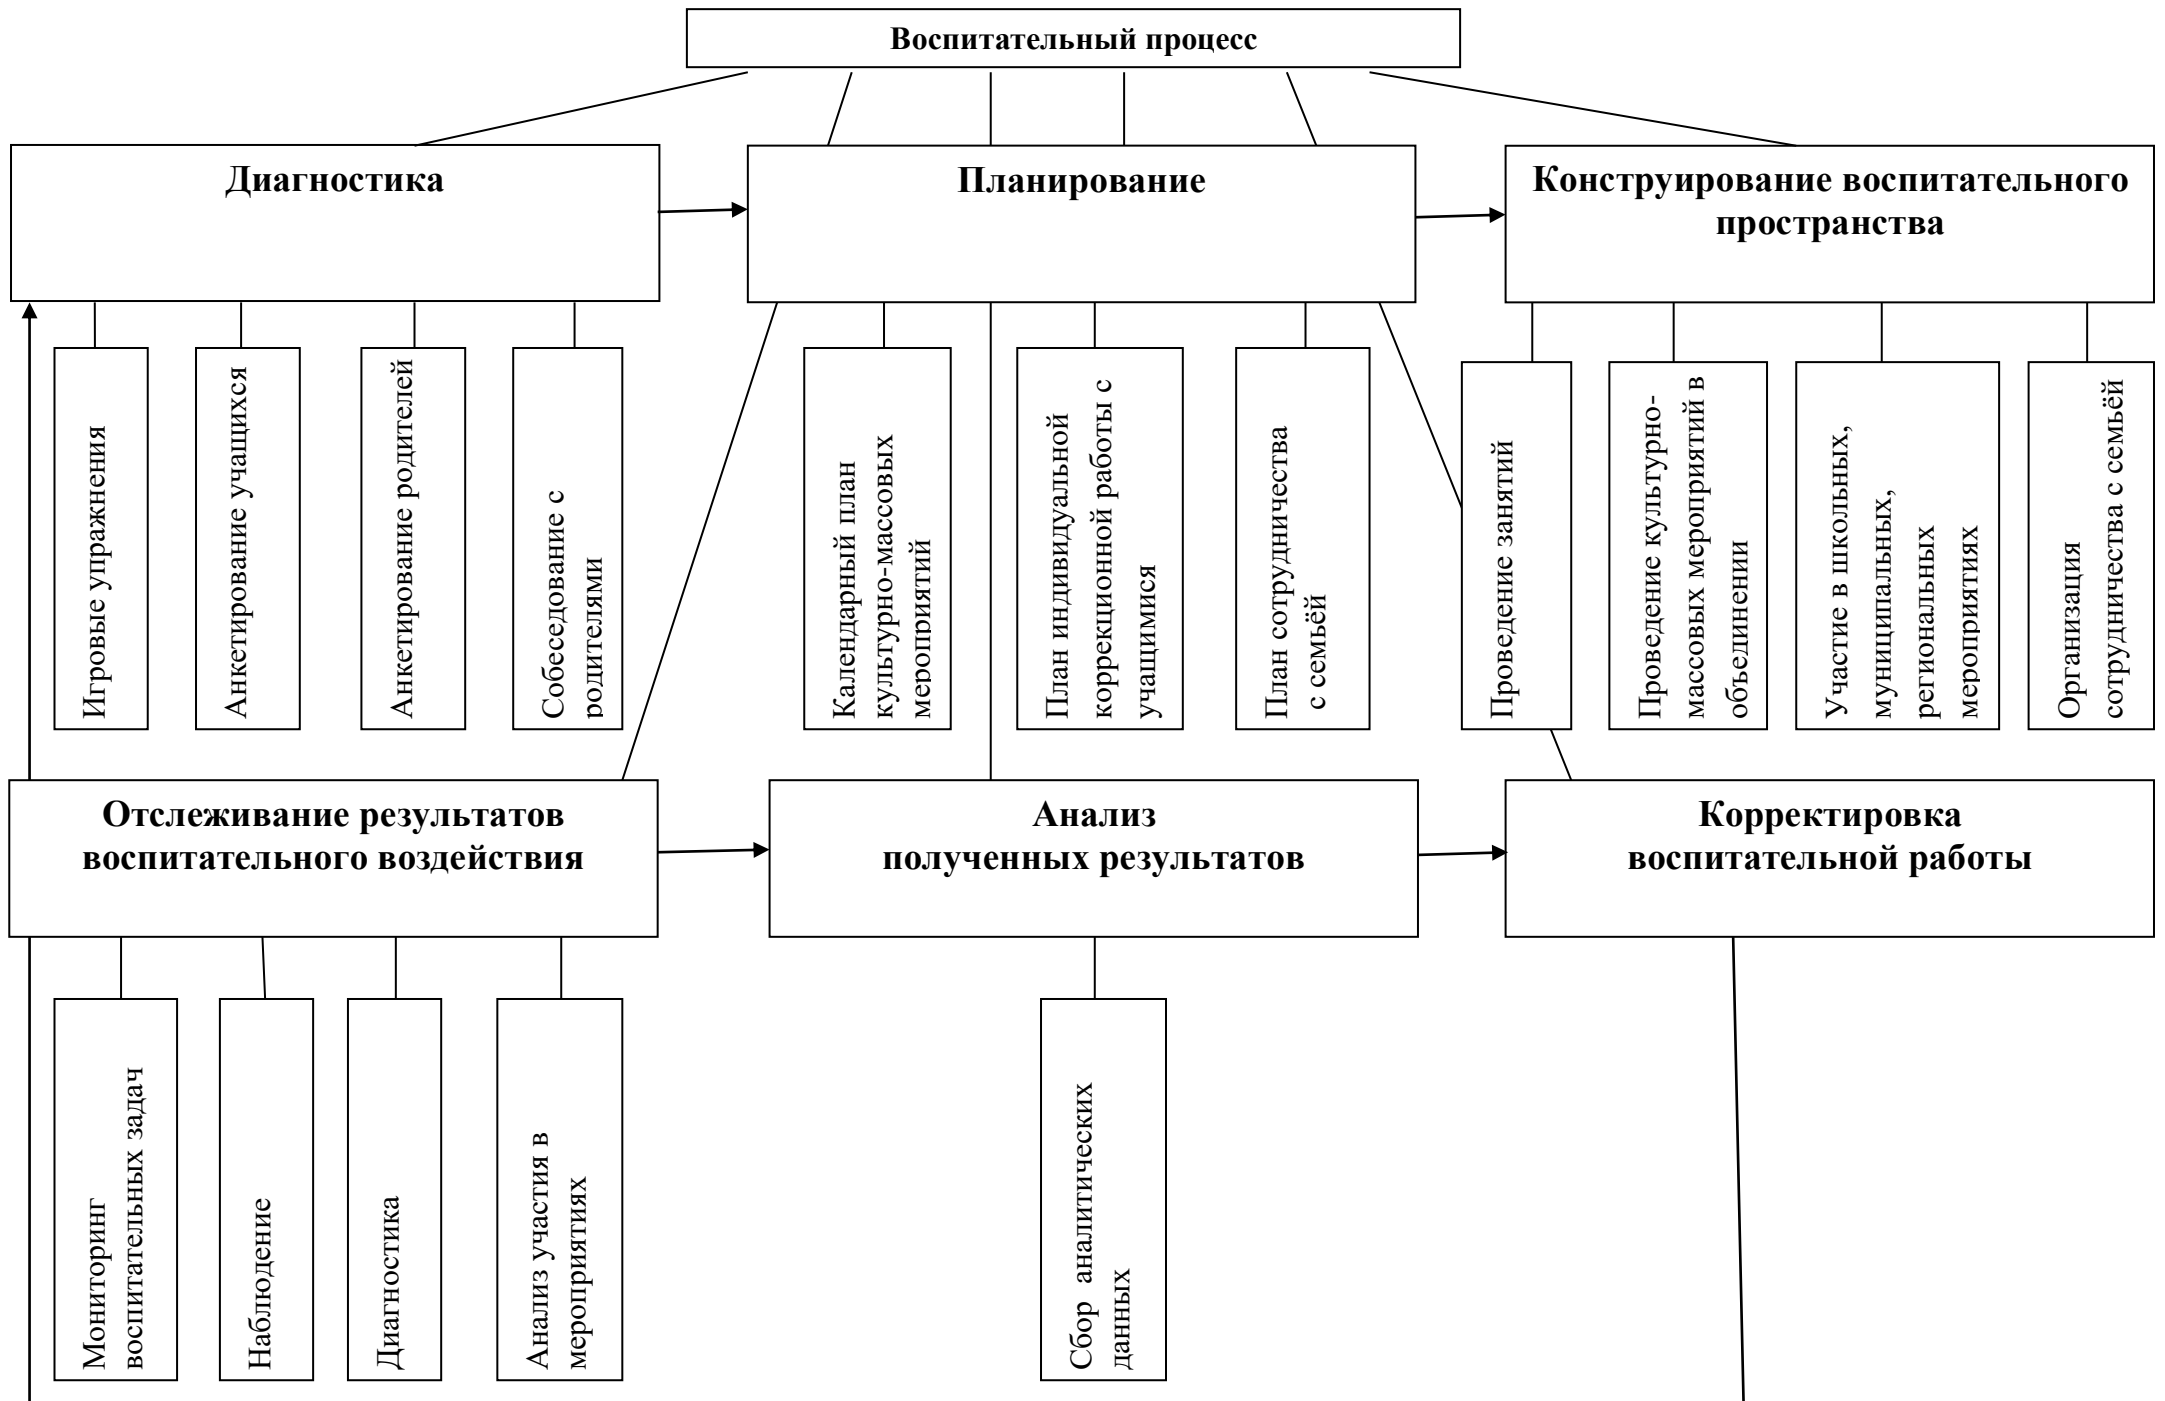 Воспитательный процесс
Диагностика
Планирование
Конструирование воспитательного
пространства
Игровые упражнения
Анкетирование учащихся
Анкетирование родителей
Собеседование с
родителями
Календарный план
культурно-массовых
мероприятий
План индивидуальной
коррекционной работы с
учащимися
План сотрудничества
с семьёй
Проведение занятий
Проведение культурно-
массовых мероприятий в
объединении
Участие в школьных,
муниципальных,
региональных
мероприятиях
Организация
сотрудничества с семьёй
Отслеживание результатов
воспитательного воздействия
Анализ
полученных результатов
Корректировка
воспитательной работы
Мониторинг
воспитательных задач
Наблюдение
Диагностика
Анализ участия в
мероприятиях
Сбор аналитических
данных